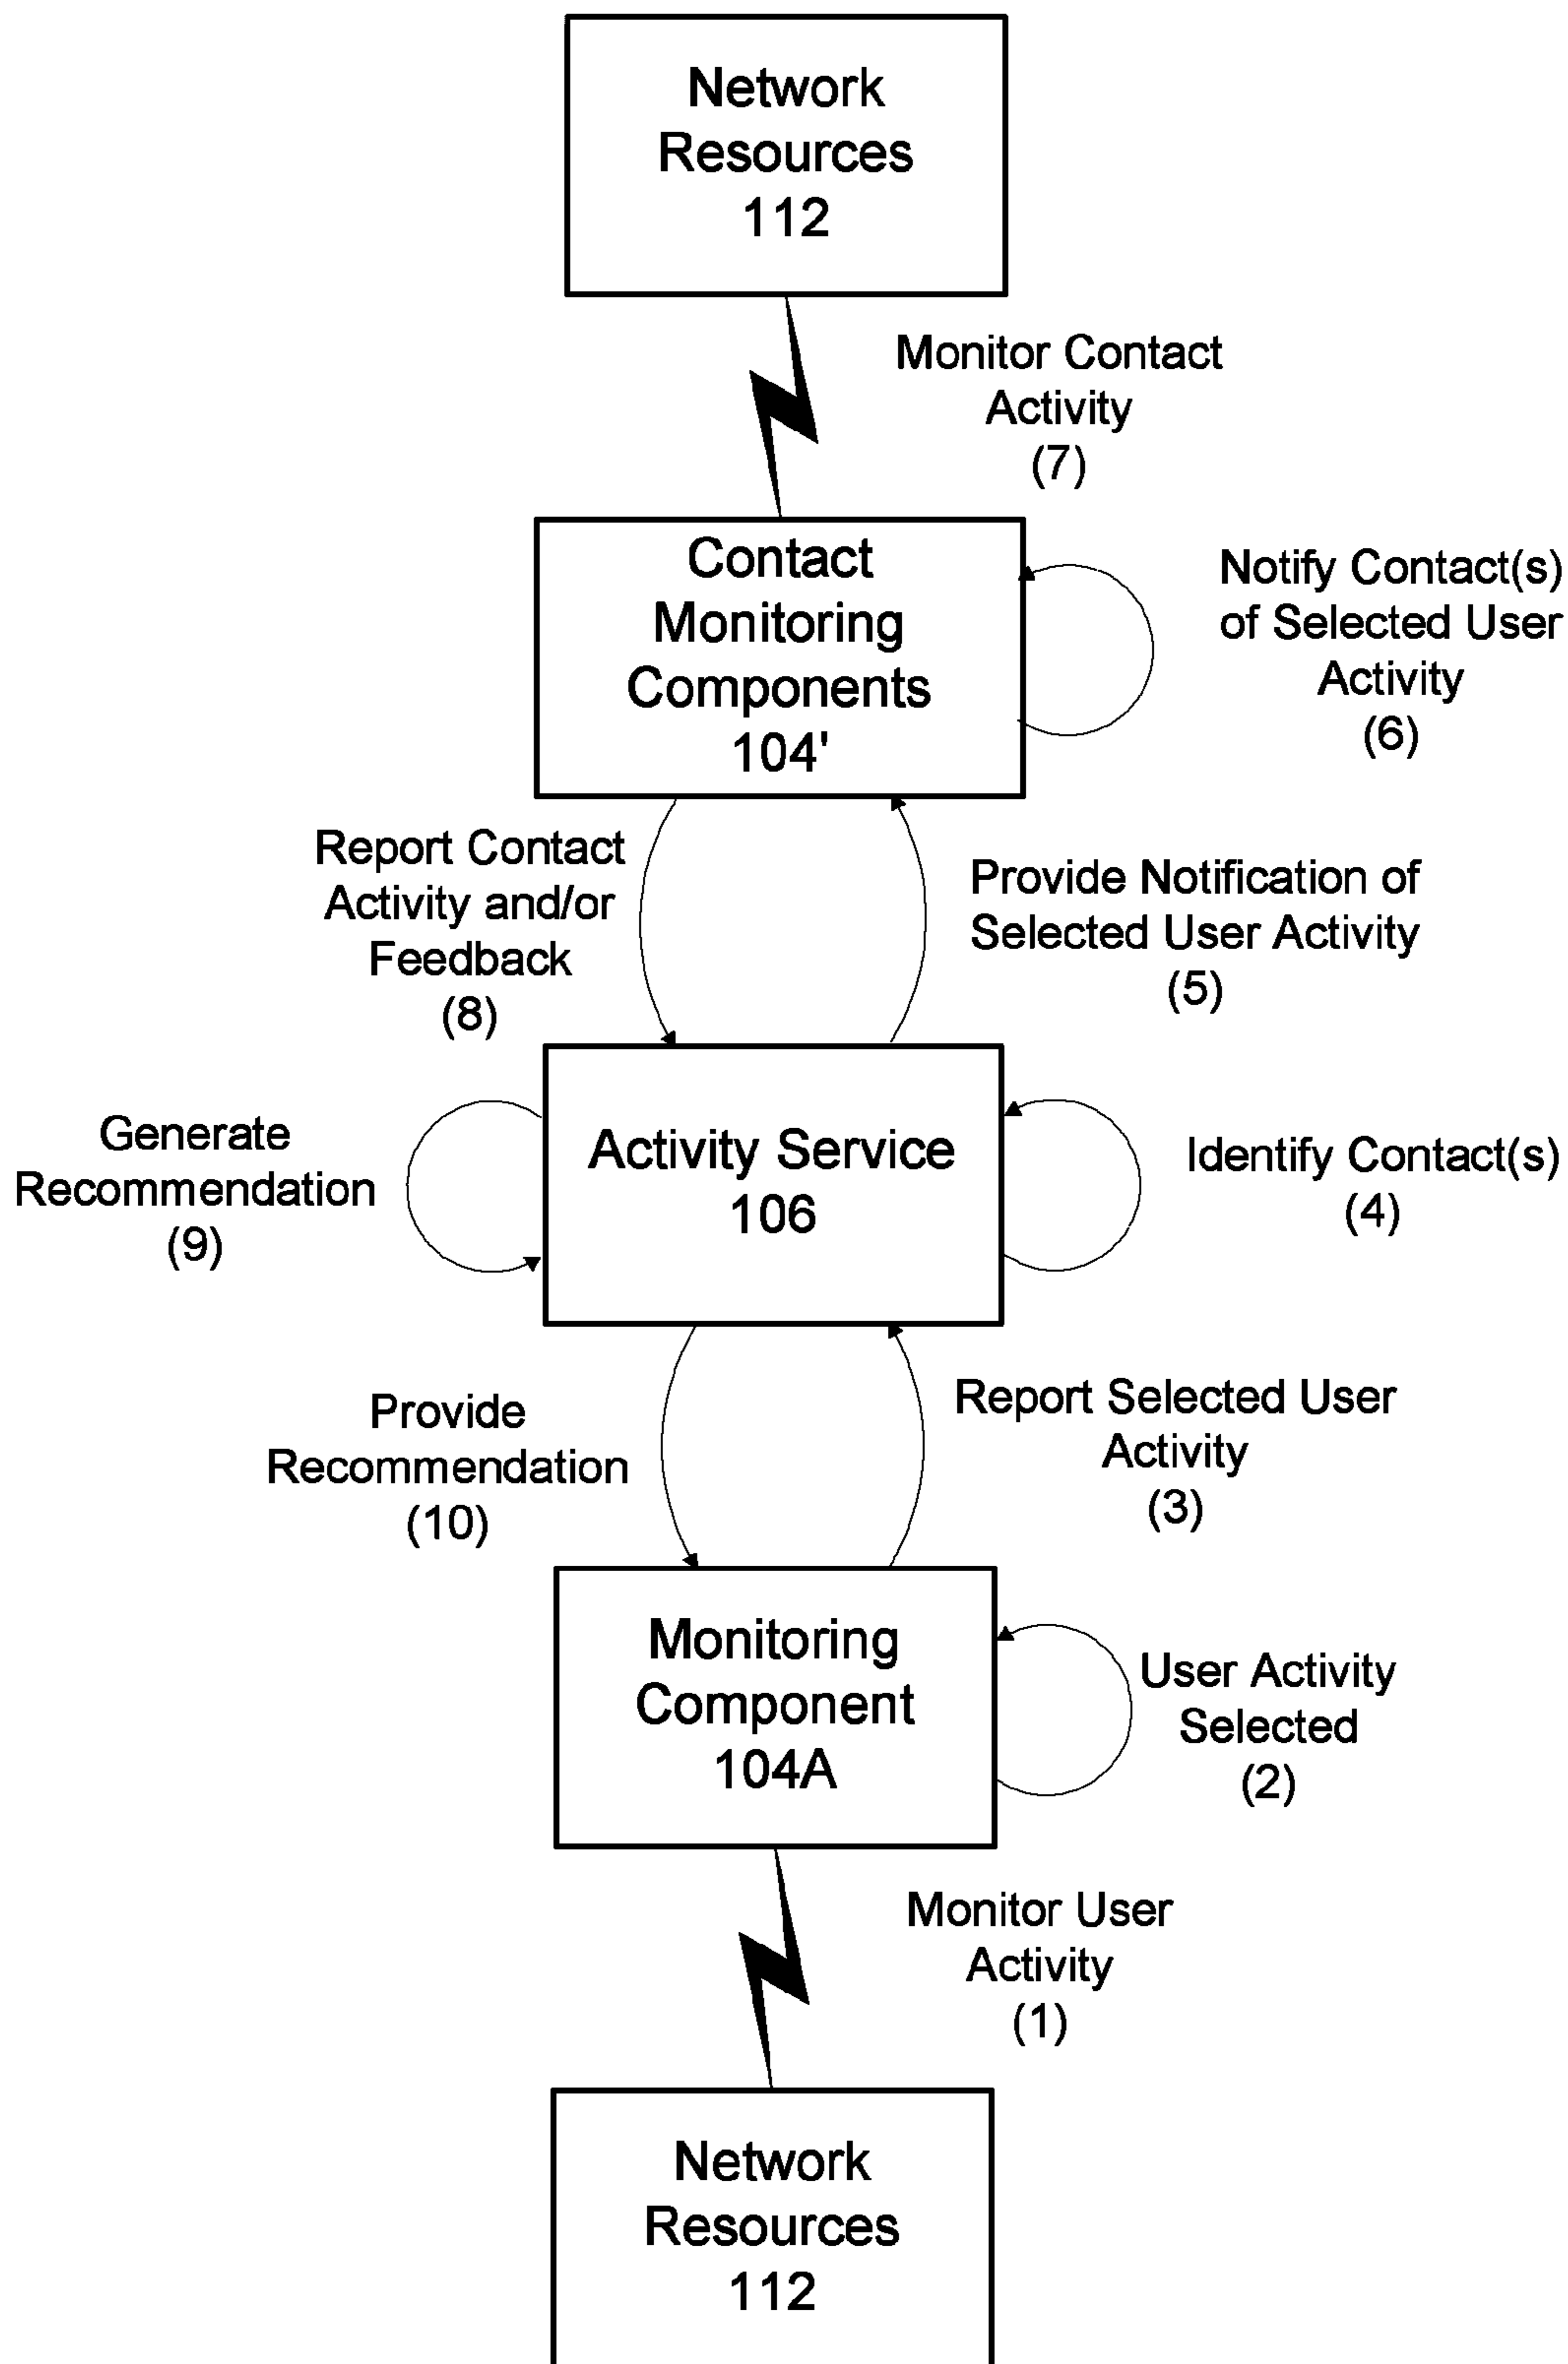 Network
Resources
112
Monitor Contact
Activity
(7)
Contact
Monitoring
Components
104'
Notify Contact(s)
of Selected User
Activity
(6)
Report Contact
Activity and/or
Feedback
(8)
Provide Notification of
Selected User Activity
(5)
Generate
Recommendation
(9)
Activity Service
106
Identify Contact(s)
(4)
Provide
Recommendation
(10)
Report Selected User
Activity
(3)
Monitoring
Component
104A
User Activity
Selected
(2)
Monitor User
Activity
(1)
Network
Resources
112